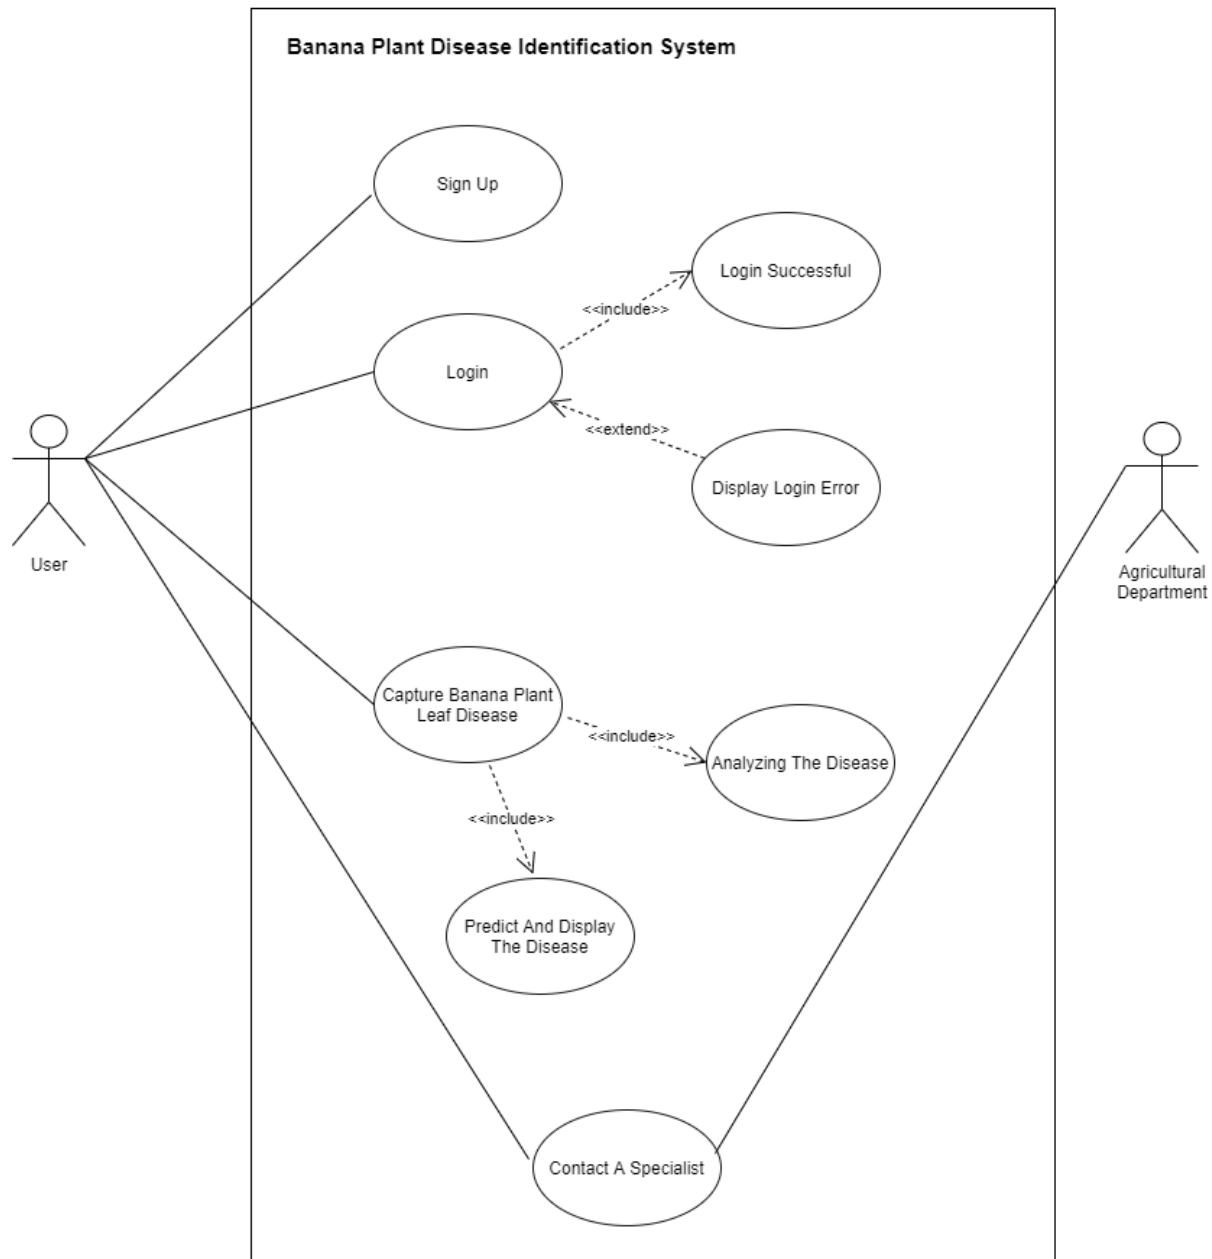 Banana Plant Disease Identification System
Sign Up
Login Successful
<<include>>
Login
<<extend>>
Display Login Error
User
Agricultural
Department
Capture Banana Plant
Leaf Disease
<<include>>
Analyzing The Disease
<<include>>
Predict And Display
The Disease
Contact A Specialist